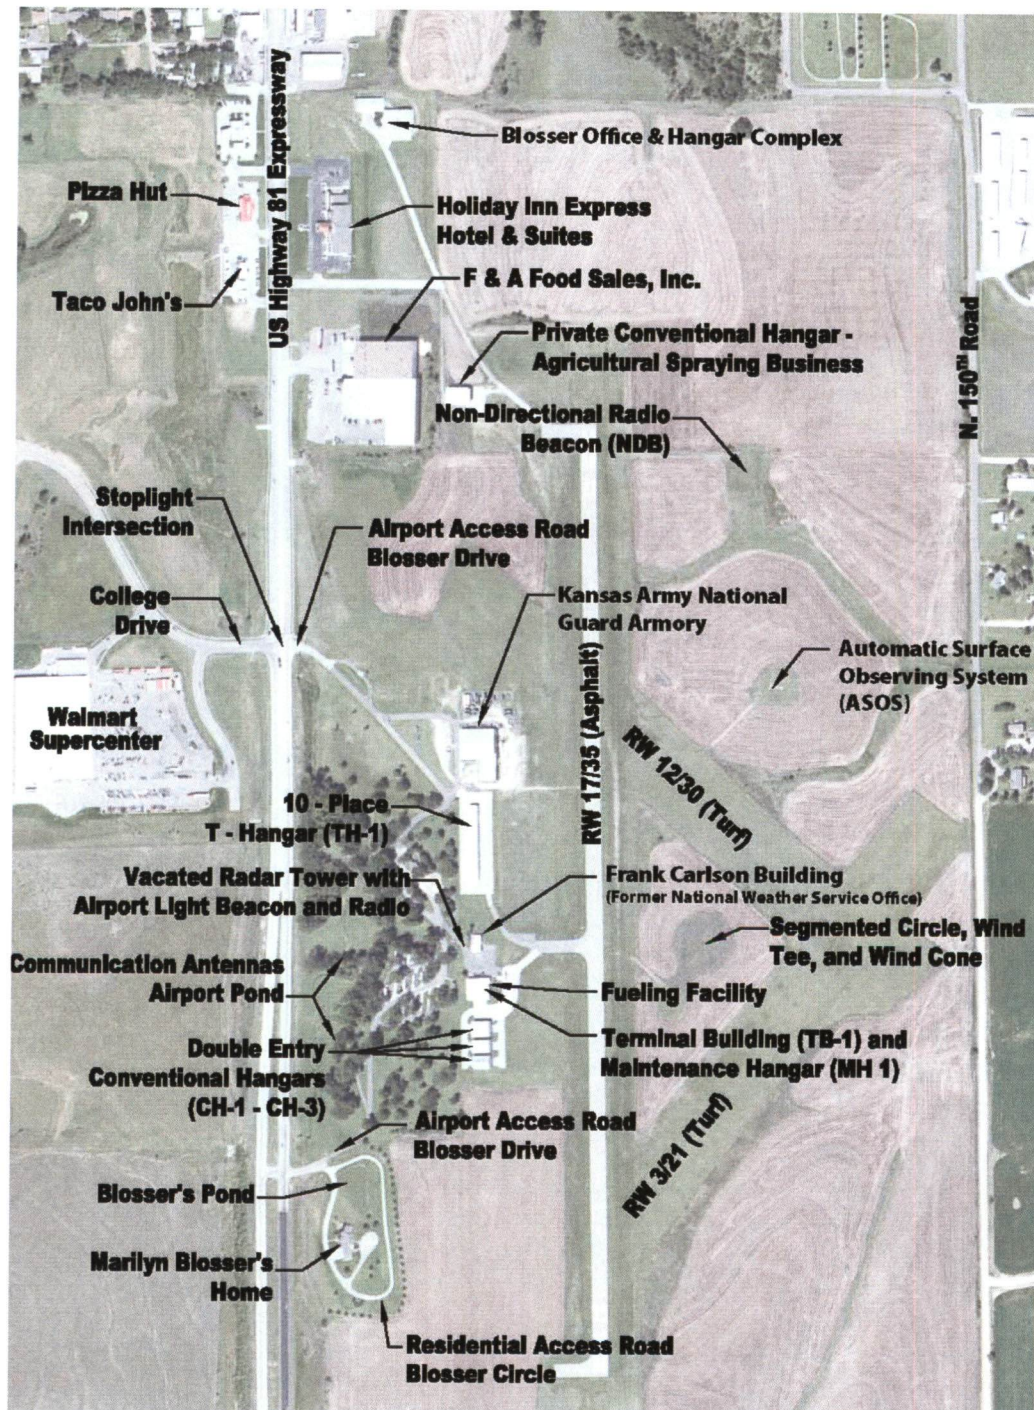 US Highway 81 Expressway
Blosser Office & Hangar Complex
Pizza Hut
Holiday Inn Express
Hotel & Suites
Taco John's
F & A Food Sales, Inc.
Private Conventional Hangar -
Agricultural Spraying Business
N. 150TH Road
Non-Directional Radio
Beacon (NDB)
Stoplight
Intersection
Airport Access Road
Blosser Drive
College
Drive
Kansas Army National
Guard Armory
Automatic Surface
Observing System
(ASOS)
Walmart
Supercenter
RW 17/35 (Asphalt)
RW 12/30 (Turf)
10 - Place
T - Hangar (TH-1)
Vacated Radar Tower with
Airport Light Beacon and Radio
Frank Carlson Building
(Former National Weather Service Office)
Segmented Circle, Wind
Tee, and Wind Cone
Communication Antennas
Airport Pond
Fueling Facility
Double Entry
Conventional Hangars
(CH-1 - CH-3)
Terminal Building (TB-1) and
Maintenance Hangar (MH 1)
RW 3/21 (Turf)
Airport Access Road
Blosser Drive
Blosser's Pond
Marilyn Blosser's
Home
Residential Access Road
Blosser Circle